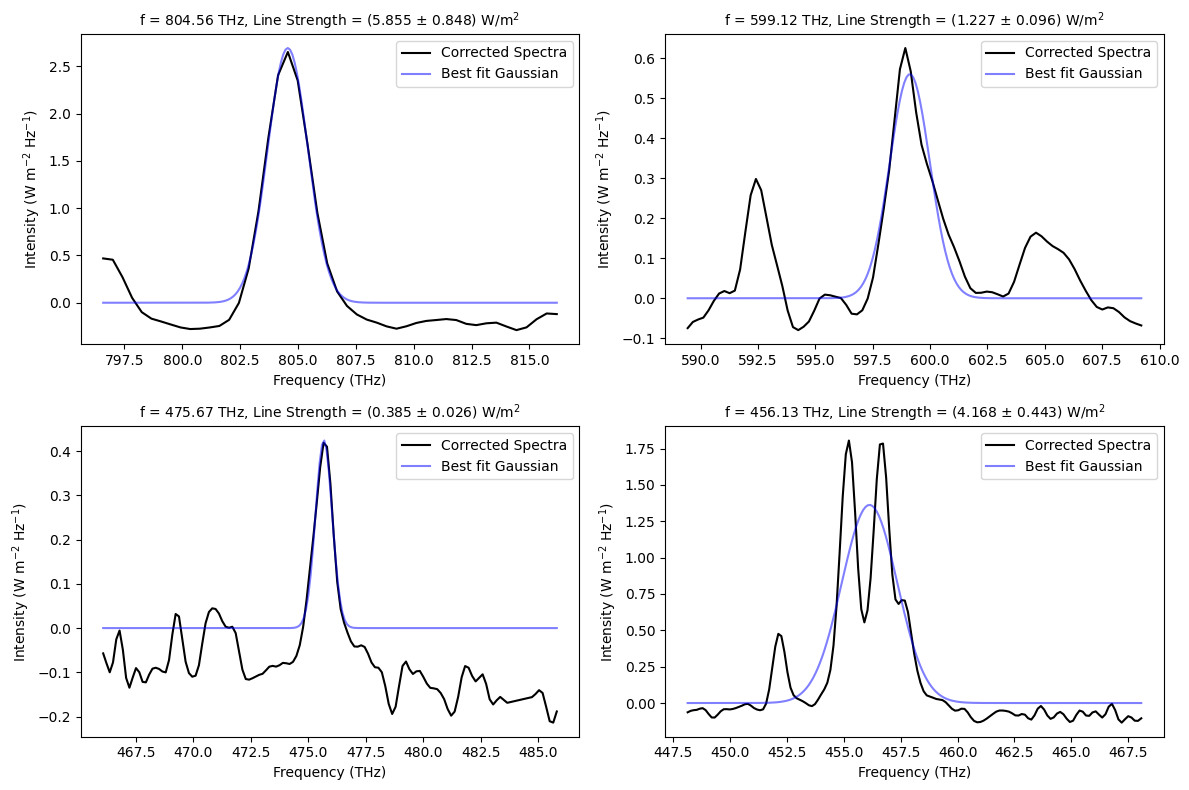 f = 804.56 THz, Line Strength = (5.855 ± 0.848) W/m²
Intensity (W m⁻² Hz⁻¹)
2.5
2.0
1.5
1.0
0.5
0.0
Corrected Spectra
Best fit Gaussian
797.5 800.0 802.5 805.0 807.5 810.0 812.5 815.0
Frequency (THz)
f = 599.12 THz, Line Strength = (1.227 ± 0.096) W/m²
Intensity (W m⁻² Hz⁻¹)
0.6
0.5
0.4
0.3
0.2
0.1
0.0
−0.1
Corrected Spectra
Best fit Gaussian
590.0 592.5 595.0 597.5 600.0 602.5 605.0 607.5 610.0
Frequency (THz)
f = 475.67 THz, Line Strength = (0.385 ± 0.026) W/m²
Intensity (W m⁻² Hz⁻¹)
0.4
0.3
0.2
0.1
0.0
−0.1
−0.2
Corrected Spectra
Best fit Gaussian
467.5 470.0 472.5 475.0 477.5 480.0 482.5 485.0
Frequency (THz)
f = 456.13 THz, Line Strength = (4.168 ± 0.443) W/m²
Intensity (W m⁻² Hz⁻¹)
1.75
1.50
1.25
1.00
0.75
0.50
0.25
0.00
Corrected Spectra
Best fit Gaussian
447.5 450.0 452.5 455.0 457.5 460.0 462.5 465.0 467.5
Frequency (THz)